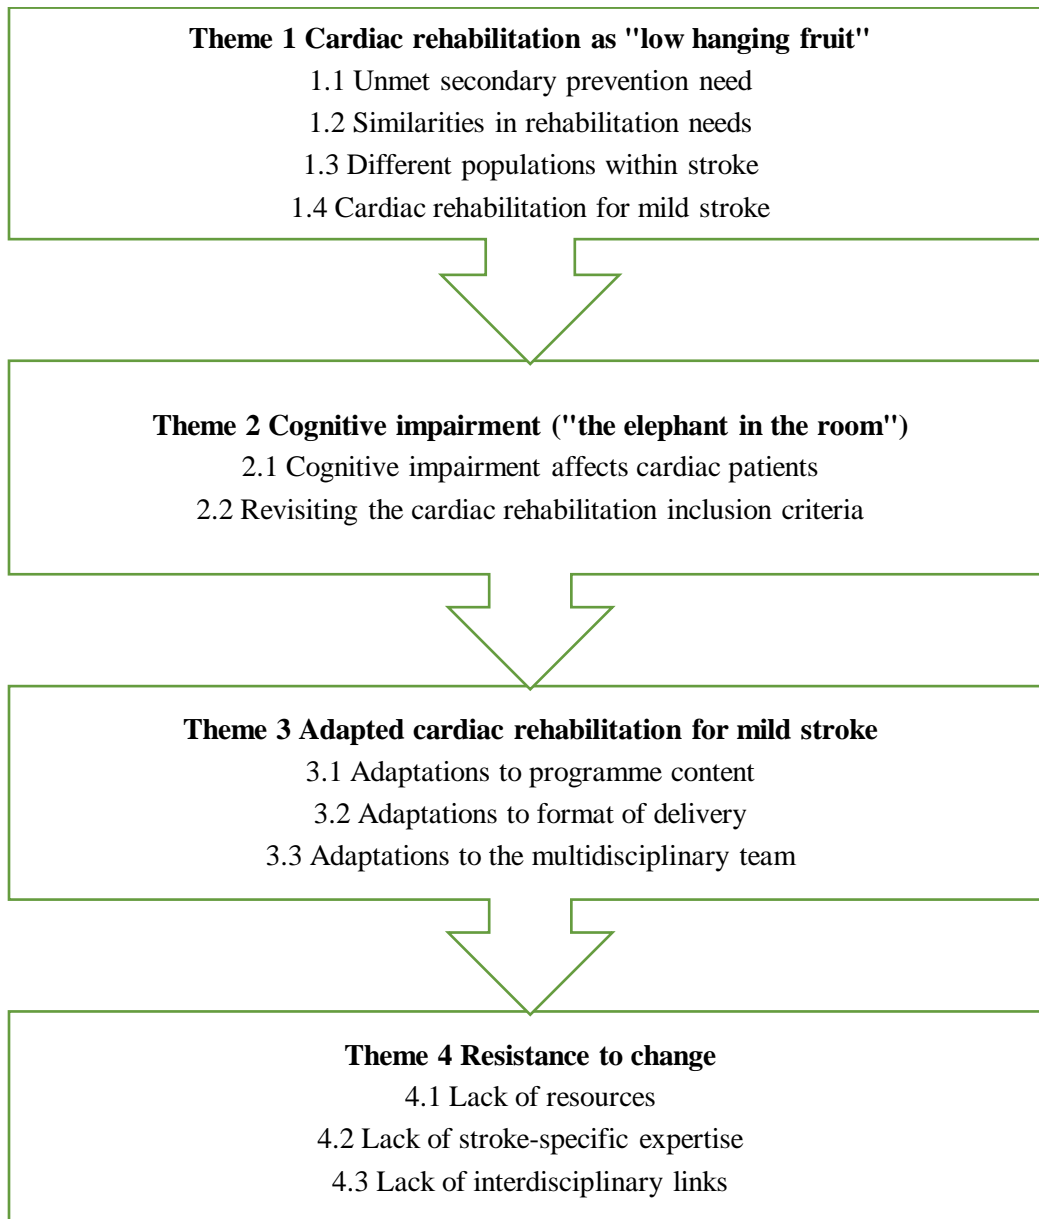 Theme 1 Cardiac rehabilitation as "low hanging fruit"
1.1 Unmet secondary prevention need
1.2 Similarities in rehabilitation needs
1.3 Different populations within stroke
1.4 Cardiac rehabilitation for mild stroke
Theme 2 Cognitive impairment ("the elephant in the room")
2.1 Cognitive impairment affects cardiac patients
2.2 Revisiting the cardiac rehabilitation inclusion criteria
Theme 3 Adapted cardiac rehabilitation for mild stroke
3.1 Adaptations to programme content
3.2 Adaptations to format of delivery
3.3 Adaptations to the multidisciplinary team
Theme 4 Resistance to change
4.1 Lack of resources
4.2 Lack of stroke-specific expertise
4.3 Lack of interdisciplinary links